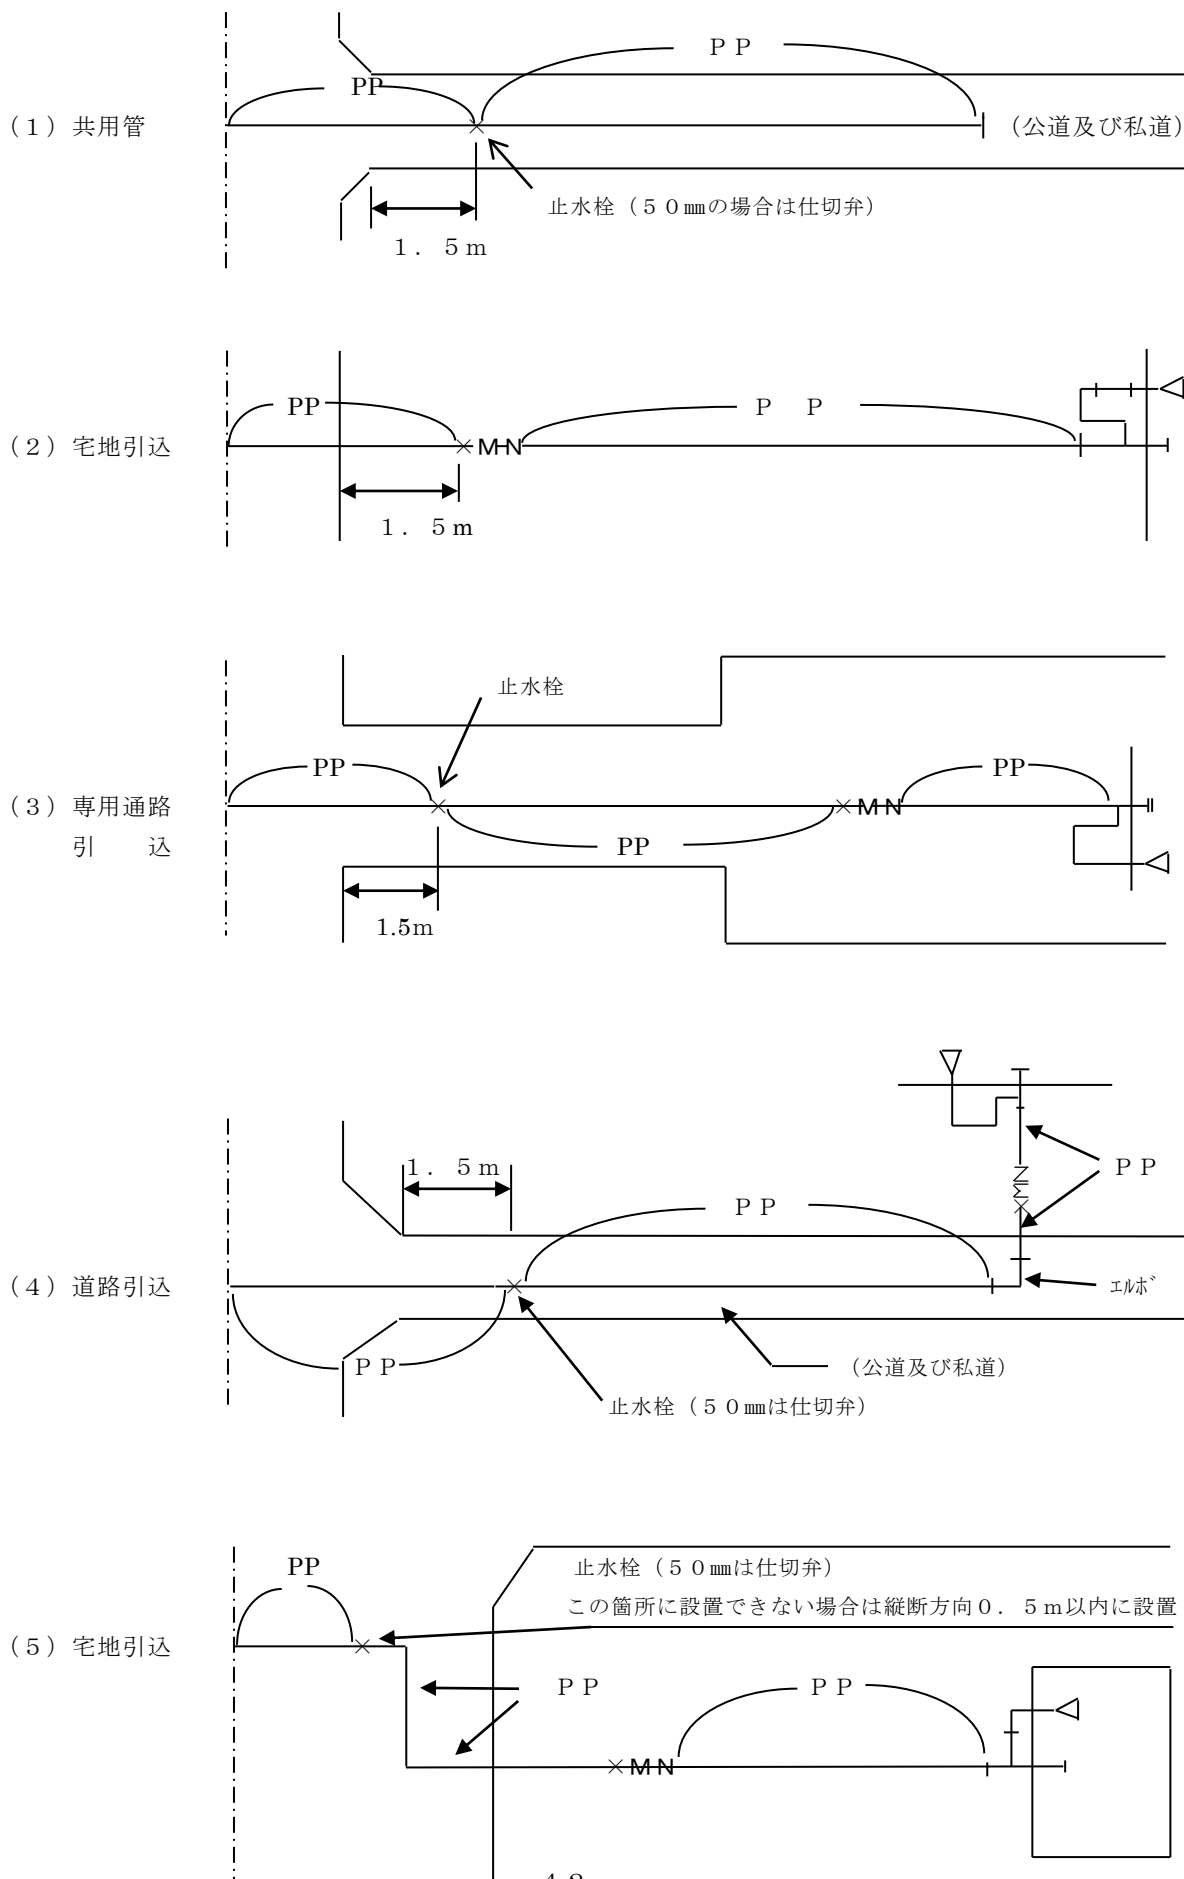 ＰＰ
PP
（１）共用管
（公道及び私道）
止水栓（５０㎜の場合は仕切弁）
１．５ｍ
PP
Ｐ　Ｐ
（２）宅地引込
M N
１．５ｍ
止水栓
PP
PP
（３）専用通路
引　　込
M N
PP
1.5ｍ
１．５ｍ
ＰＰ
MN
ＰＰ
（４）道路引込
ｴﾙﾎﾞ
ＰＰ
（公道及び私道）
止水栓（５０㎜は仕切弁）
PP
止水栓（５０㎜は仕切弁）
この箇所に設置できない場合は縦断方向０．５ｍ以内に設置
（５）宅地引込
ＰＰ
ＰＰ
M N